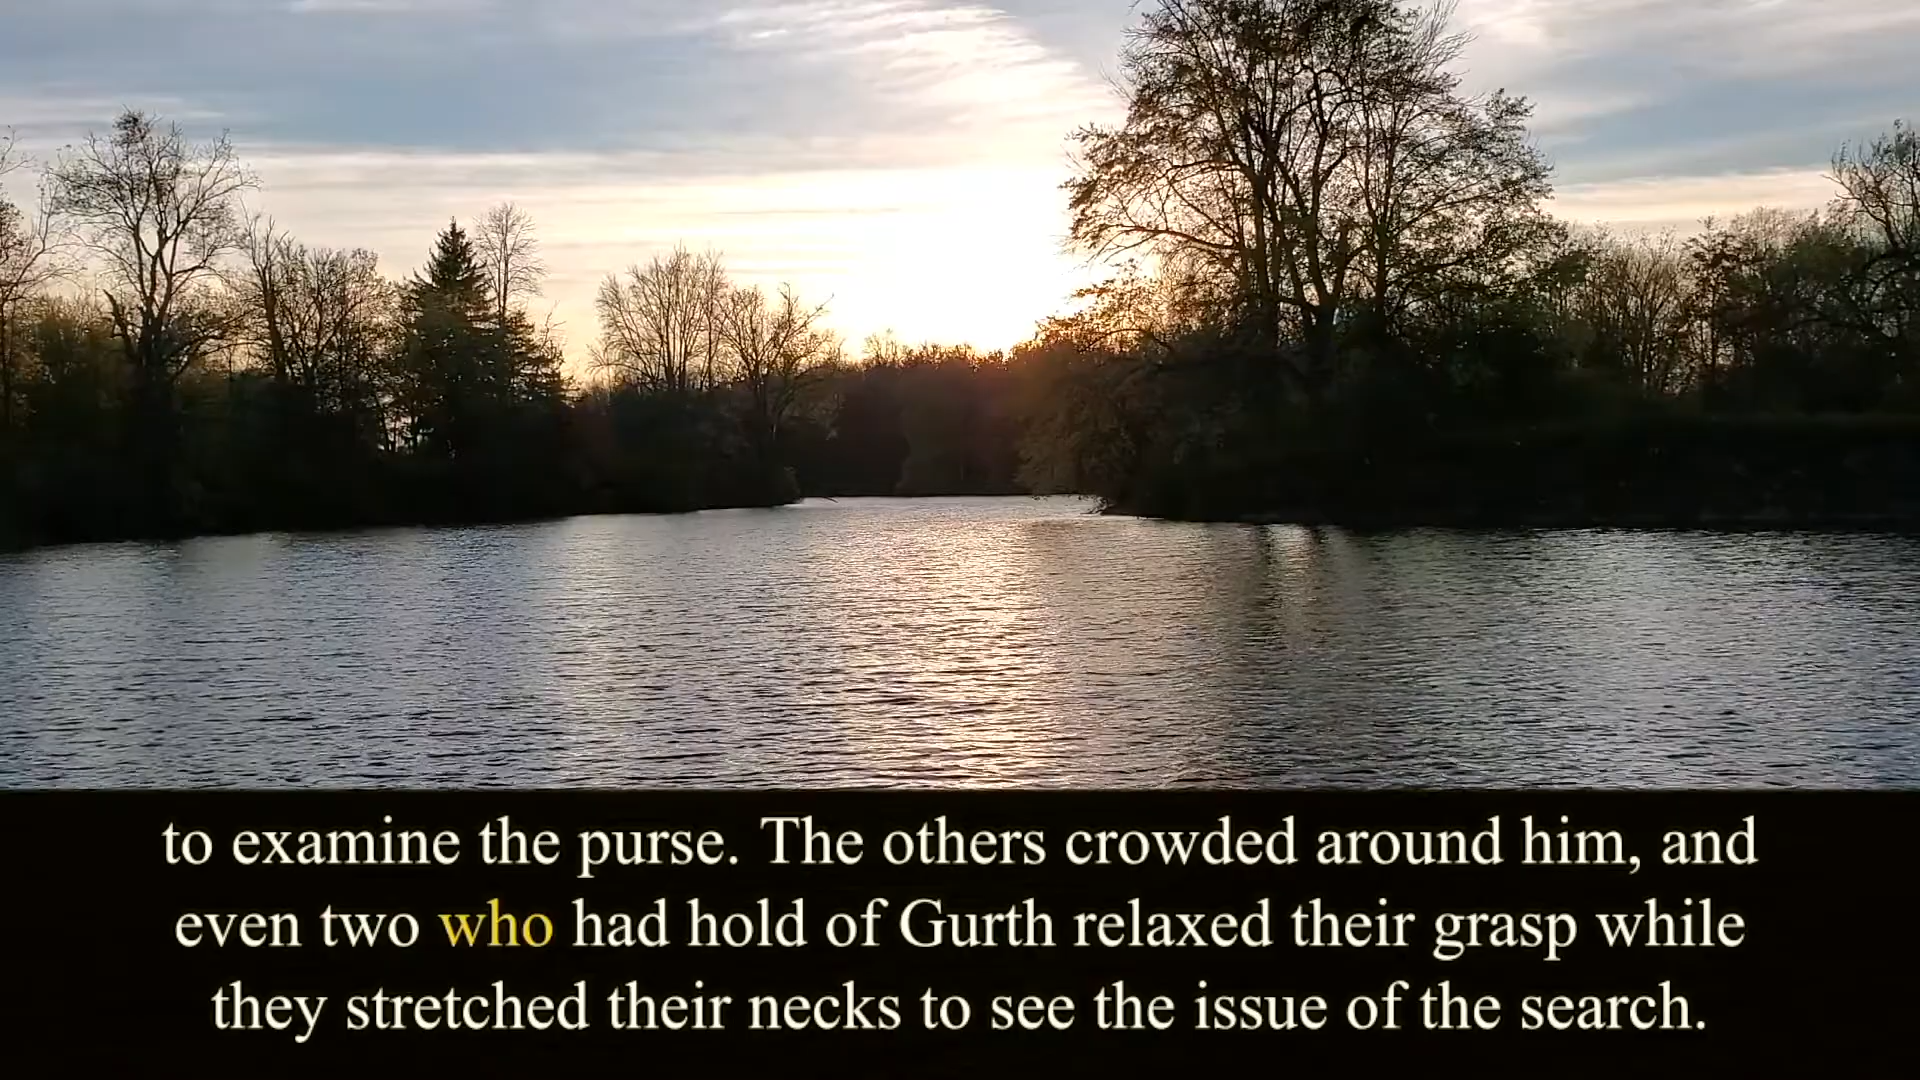 to examine the purse. The others crowded around him, and
even two who had hold of Gurth relaxed their grasp while
they stretched their necks to see the issue of the search.